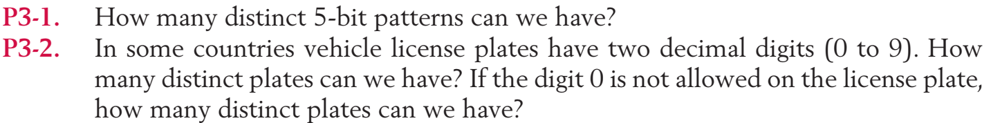 P3-1. How many distinct 5-bit patterns can we have?
P3-2. In some countries vehicle license plates have two decimal digits (0 to 9). How
many distinct plates can we have? If the digit 0 is not allowed on the license plate,
how many distinct plates can we have?